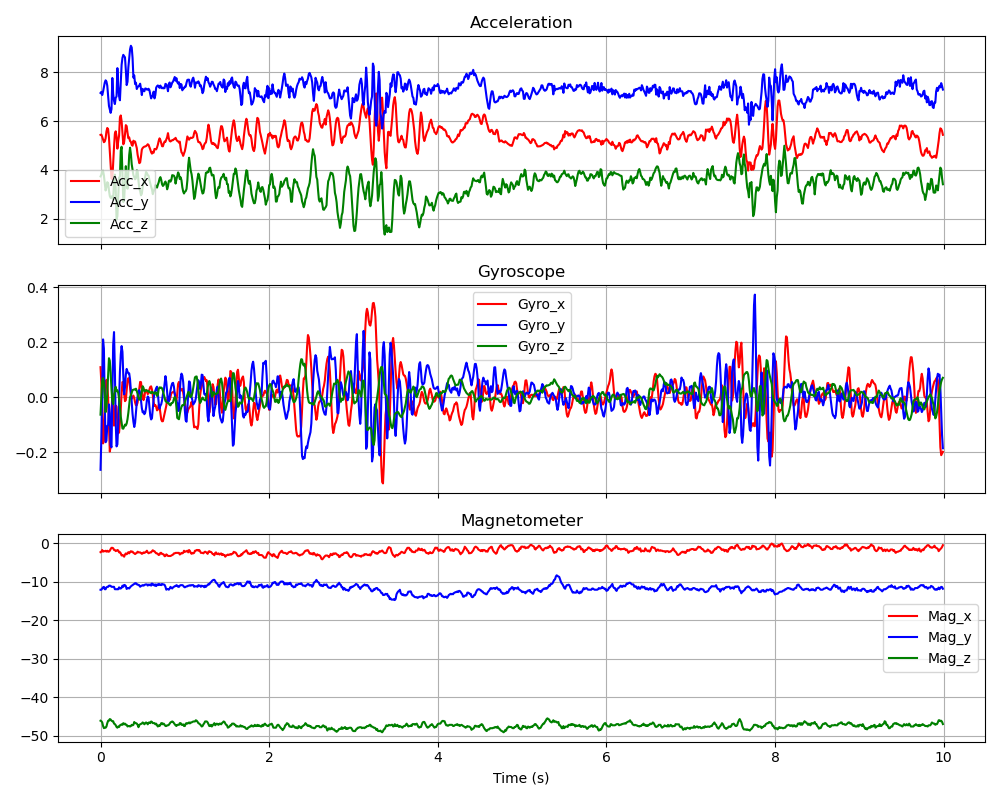 Acceleration
8
6
4
2
Acc_x
Acc_y
Acc_z
Gyroscope
0.4
0.2
0.0
−0.2
Gyro_x
Gyro_y
Gyro_z
Magnetometer
0
−10
−20
−30
−40
−50
Mag_x
Mag_y
Mag_z
0 2 4 6 8 10
Time (s)